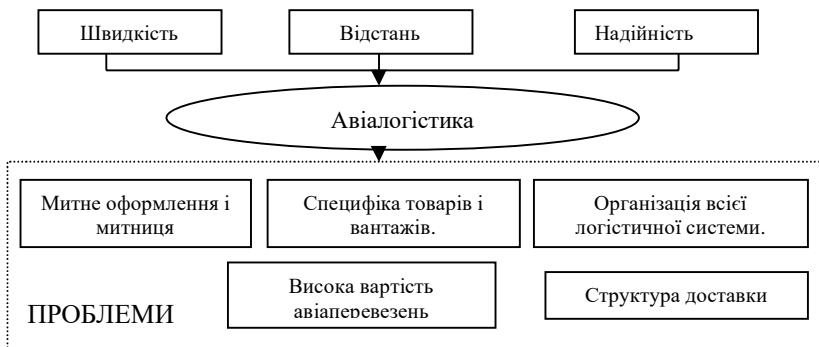 Швидкість
Відстань
Надійність
Авіалогістика
Митне оформлення і
митниця
Специфіка товарів і
вантажів.
Організація всієї
логістичної системи.
Висока вартість
авіаперевезень
Структура доставки
ПРОБЛЕМИ